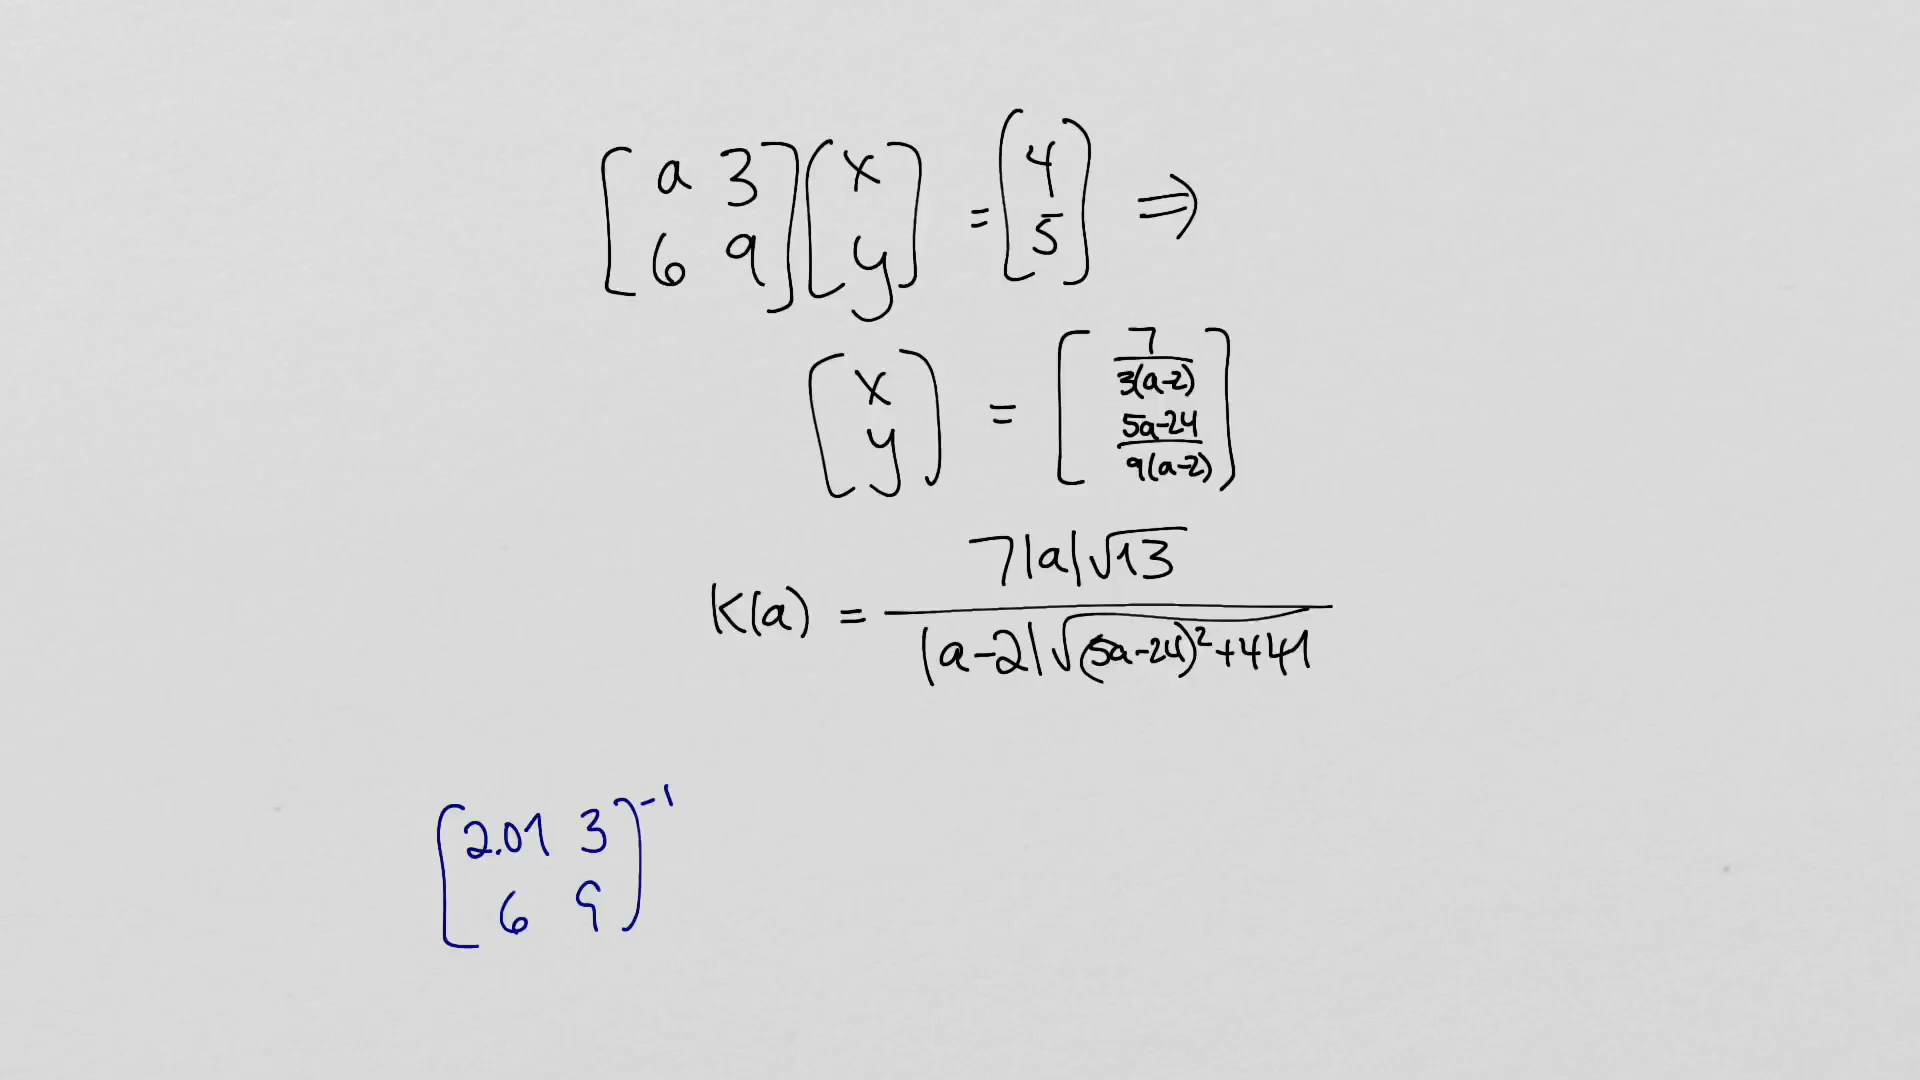 [a 3; 6 9] [x; y] = [4; 5] ⇒
[x; y] = [7/(3(a-2)); (5a-24)/(9(a-2))]
K(a) = 7|a|√13 / (|a-2|√((5a-24)²+441))
[2.01 3; 6 9]⁻¹